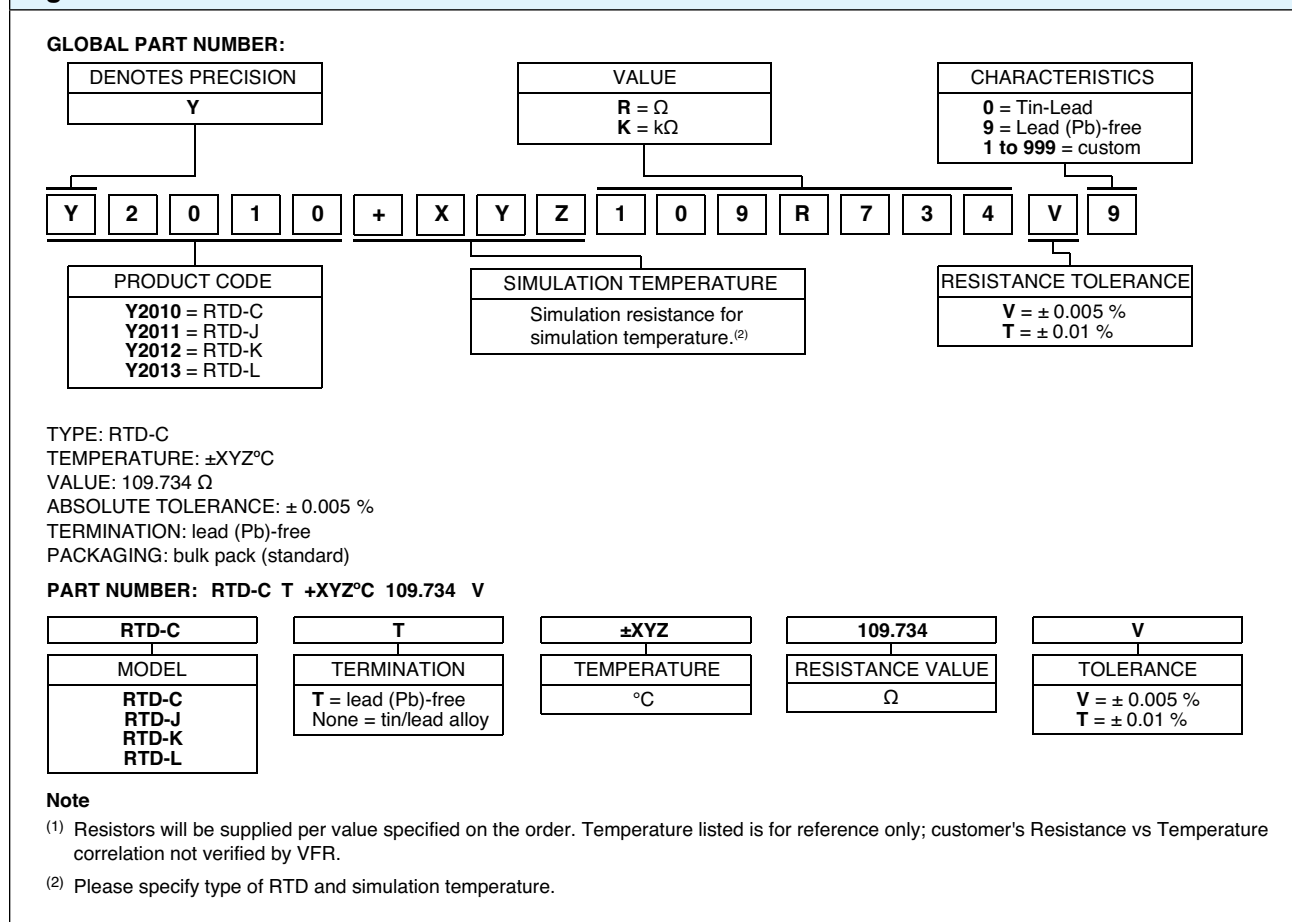 GLOBAL PART NUMBER:
DENOTES PRECISION
Y
VALUE
R = Ω
K = kΩ
CHARACTERISTICS
0 = Tin-Lead
9 = Lead (Pb)-free
1 to 999 = custom
Y 2 0 1 0 + X Y Z 1 0 9 R 7 3 4 V 9
PRODUCT CODE
Y2010 = RTD-C
Y2011 = RTD-J
Y2012 = RTD-K
Y2013 = RTD-L
SIMULATION TEMPERATURE
Simulation resistance for
simulation temperature.(2)
RESISTANCE TOLERANCE
V = ± 0.005 %
T = ± 0.01 %
TYPE: RTD-C
TEMPERATURE: ±XYZºC
VALUE: 109.734 Ω
ABSOLUTE TOLERANCE: ± 0.005 %
TERMINATION: lead (Pb)-free
PACKAGING: bulk pack (standard)
PART NUMBER: RTD-C T +XYZºC 109.734 V
RTD-C
MODEL
RTD-C
RTD-J
RTD-K
RTD-L
T
TERMINATION
T = lead (Pb)-free
None = tin/lead alloy
±XYZ
TEMPERATURE
°C
109.734
RESISTANCE VALUE
Ω
V
TOLERANCE
V = ± 0.005 %
T = ± 0.01 %
Note
(1) Resistors will be supplied per value specified on the order. Temperature listed is for reference only; customer's Resistance vs Temperature
correlation not verified by VFR.
(2) Please specify type of RTD and simulation temperature.